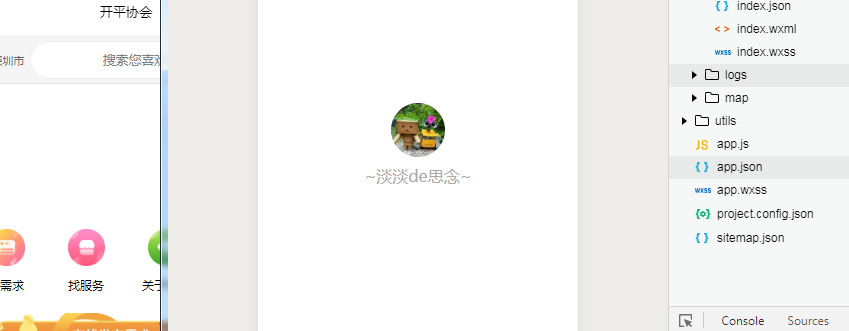 开平协会
圳市
搜索您喜欢
~淡淡de思念~
需求
找服务
关于
index.json
index.wxml
wxss index.wxss
logs
map
utils
JS app.js
app.json
wxss app.wxss
project.config.json
sitemap.json
Console
Sources